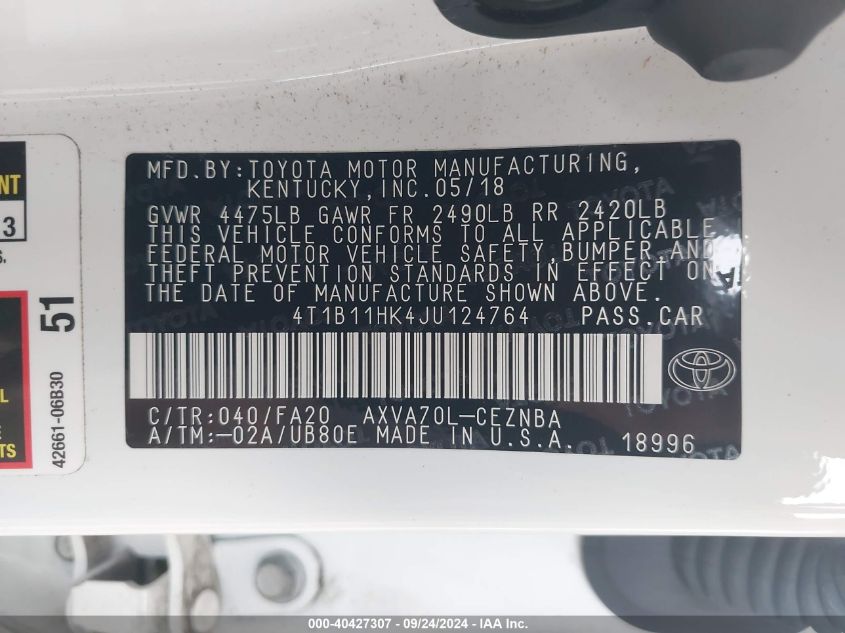 MFD.BY:TOYOTA MOTOR MANUFACTURING,
KENTUCKY,INC.05/18
GVWR 4475LB GAWR FR 2490LB RR 2420LB
THIS VEHICLE CONFORMS TO ALL APPLICABLE
FEDERAL MOTOR VEHICLE SAFETY,BUMPER,AND
THEFT PREVENTION STANDARDS IN EFFECT ON
THE DATE OF MANUFACTURE SHOWN ABOVE.
4T1B11HK4JU124764 PASS.CAR
C/TR:040/FA20 AXVA70L-CEZNBA
A/TM:-02A/UB80E MADE IN U.S.A. 18996
NT
3
S.
51
42661-06B30
L
E
TS
000-40427307 - 09/24/2024 - IAA Inc.